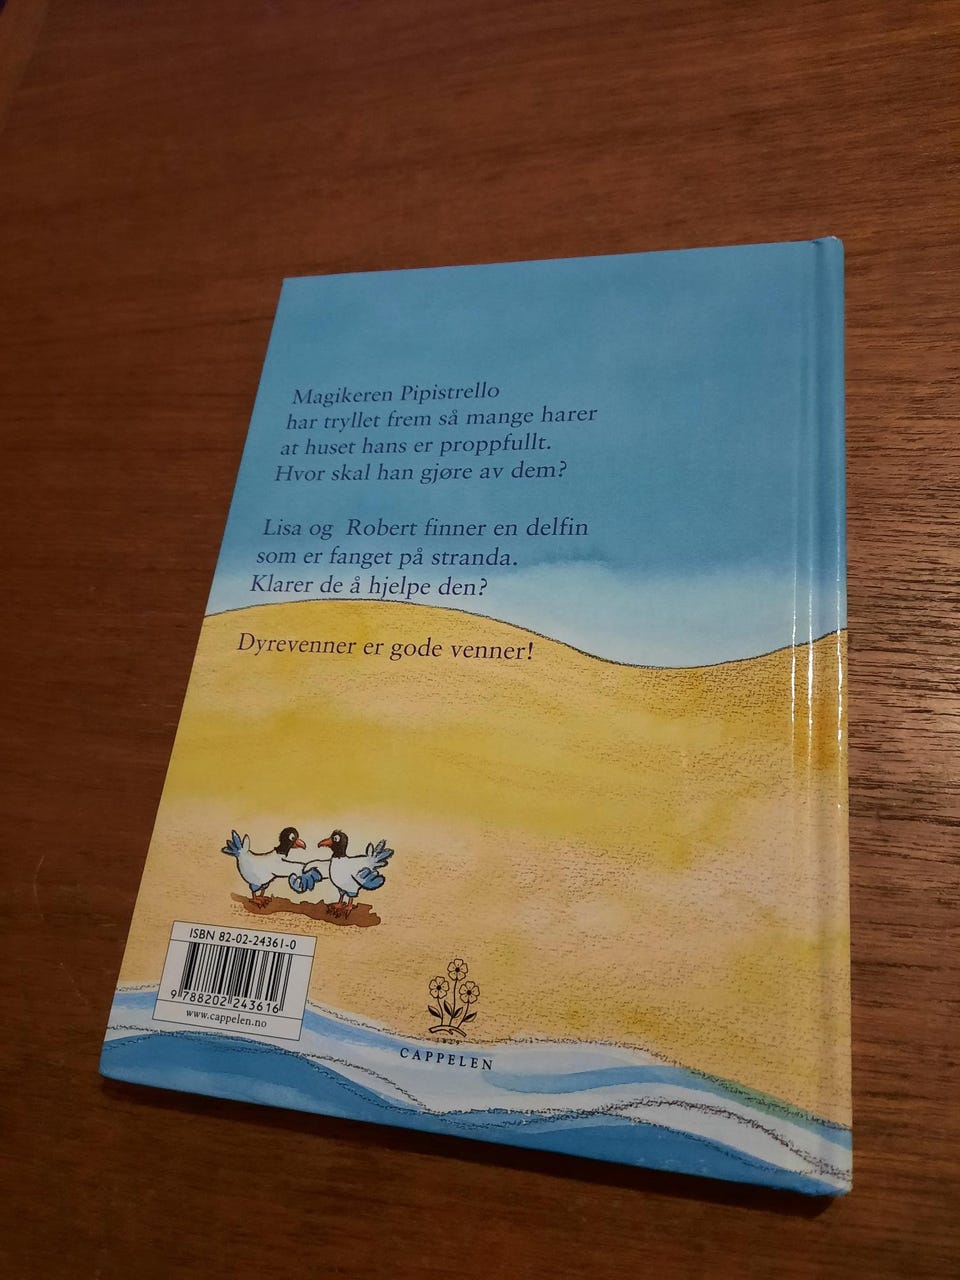 Magikeren Pipistrello
har tryllet frem så mange harer
at huset hans er proppfullt.
Hvor skal han gjøre av dem?
Lisa og Robert finner en delfin
som er fanget på stranda.
Klarer de å hjelpe den?
Dyrevenner er gode venner!
ISBN 82-02-24361-0
9 788202 243616
www.cappelen.no
1829
CAPPELEN